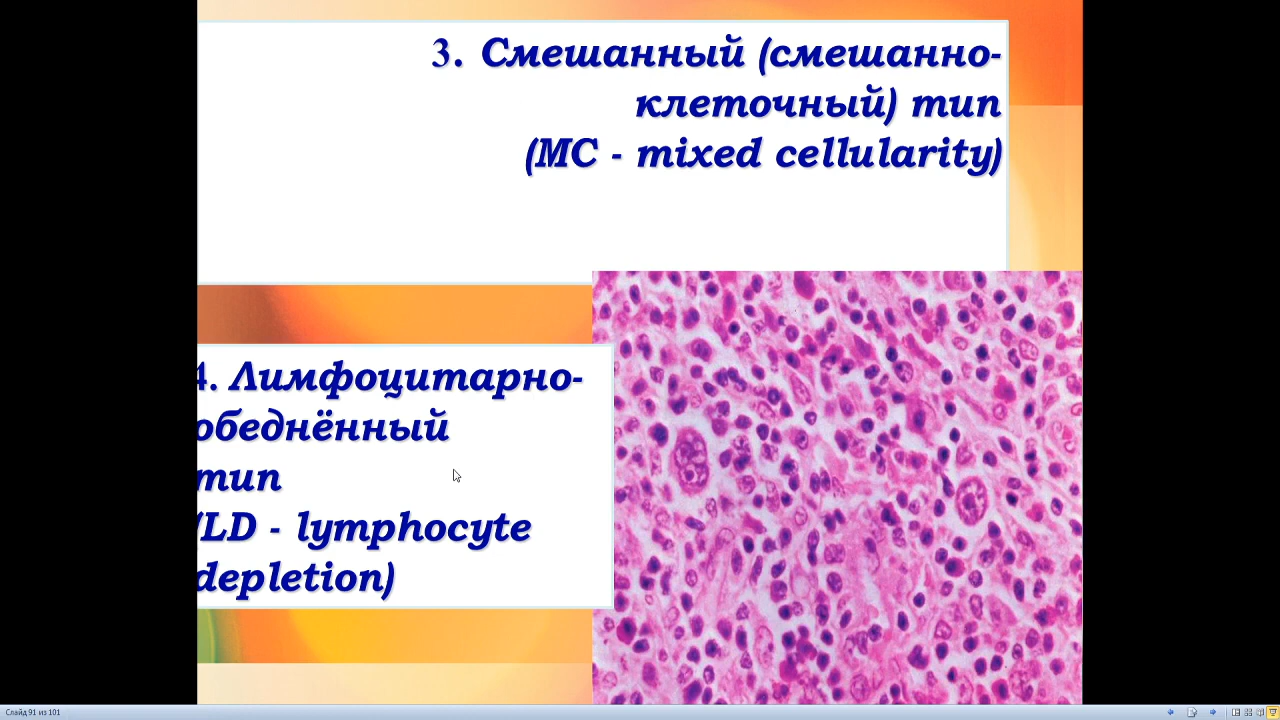 3. Смешанный (смешанно-
клеточный) тип
(MC - mixed cellularity)
4. Лимфоцитарно-
обеднённый
тип
(LD - lymphocyte
depletion)
Слайд 91 из 101